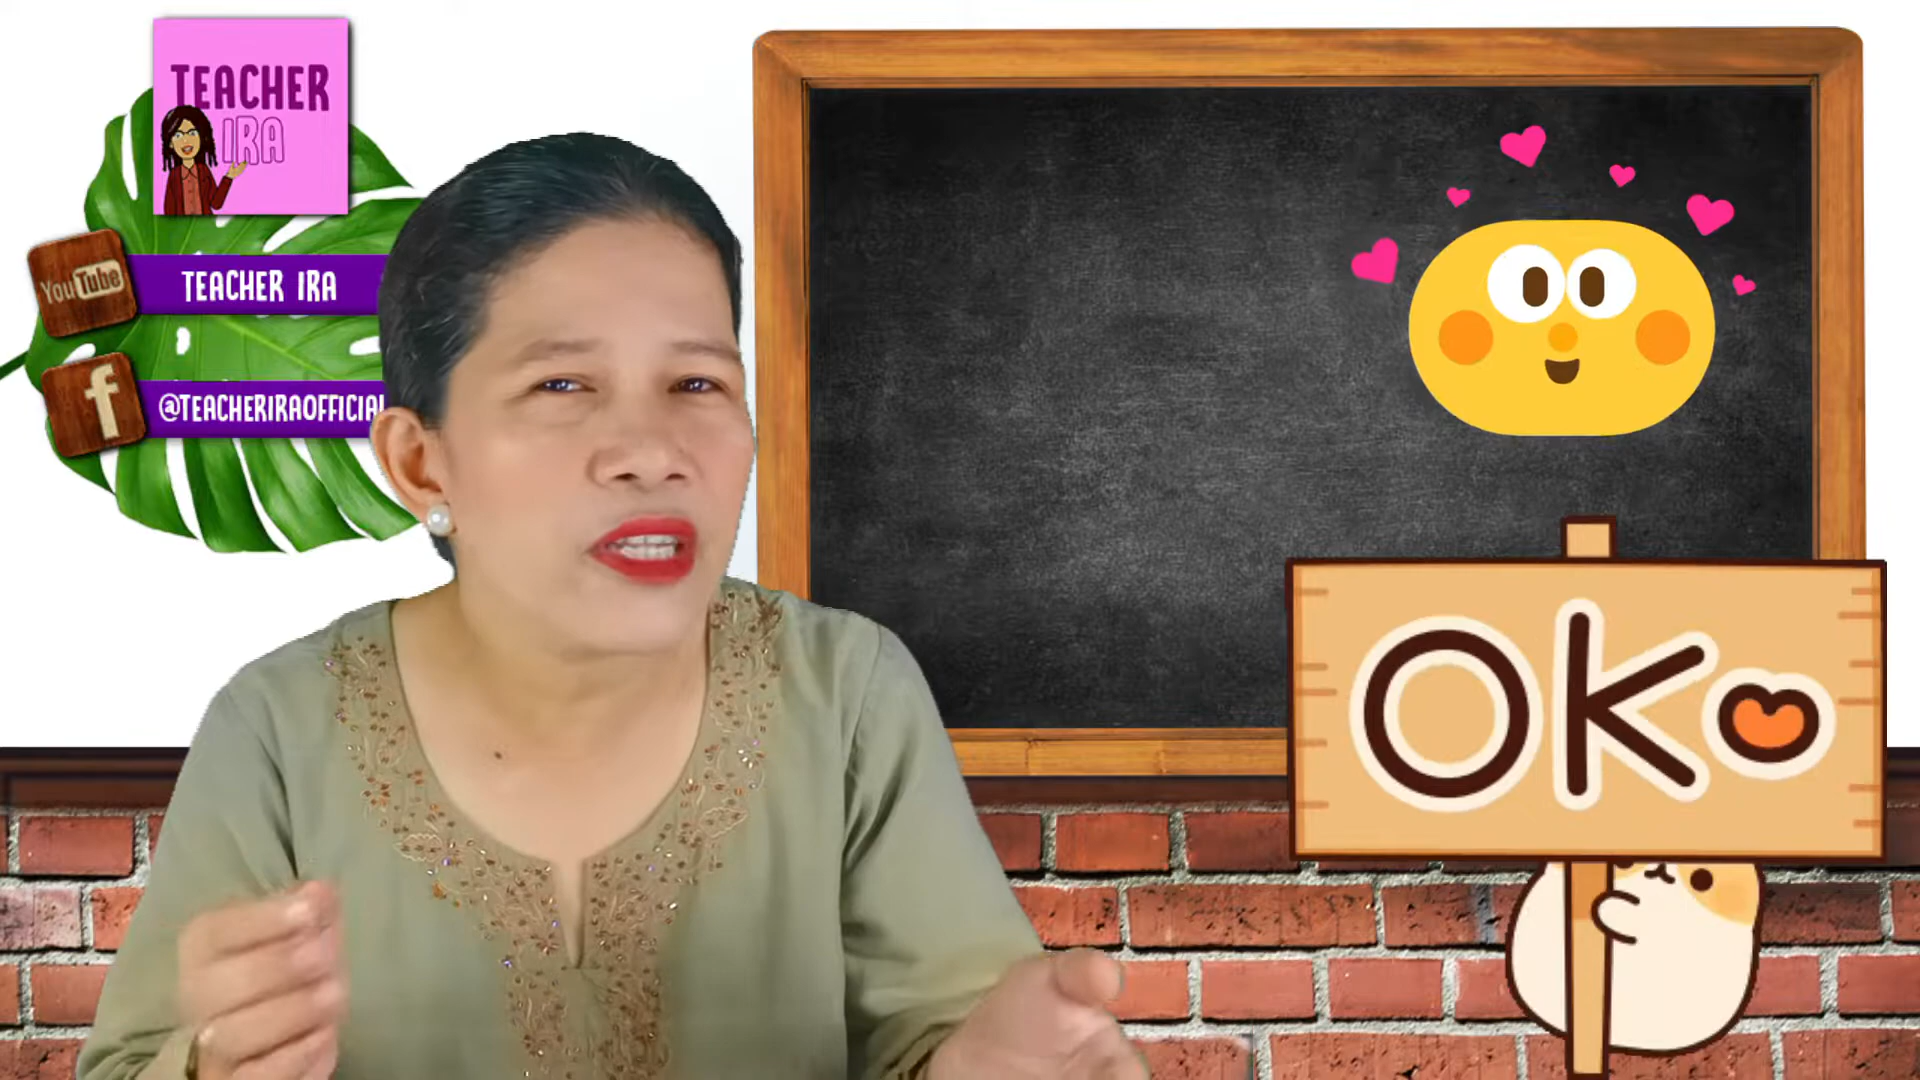 TEACHER
IRA
YouTube
TEACHER IRA
f
@TEACHERIRAOFFICIAL
OK